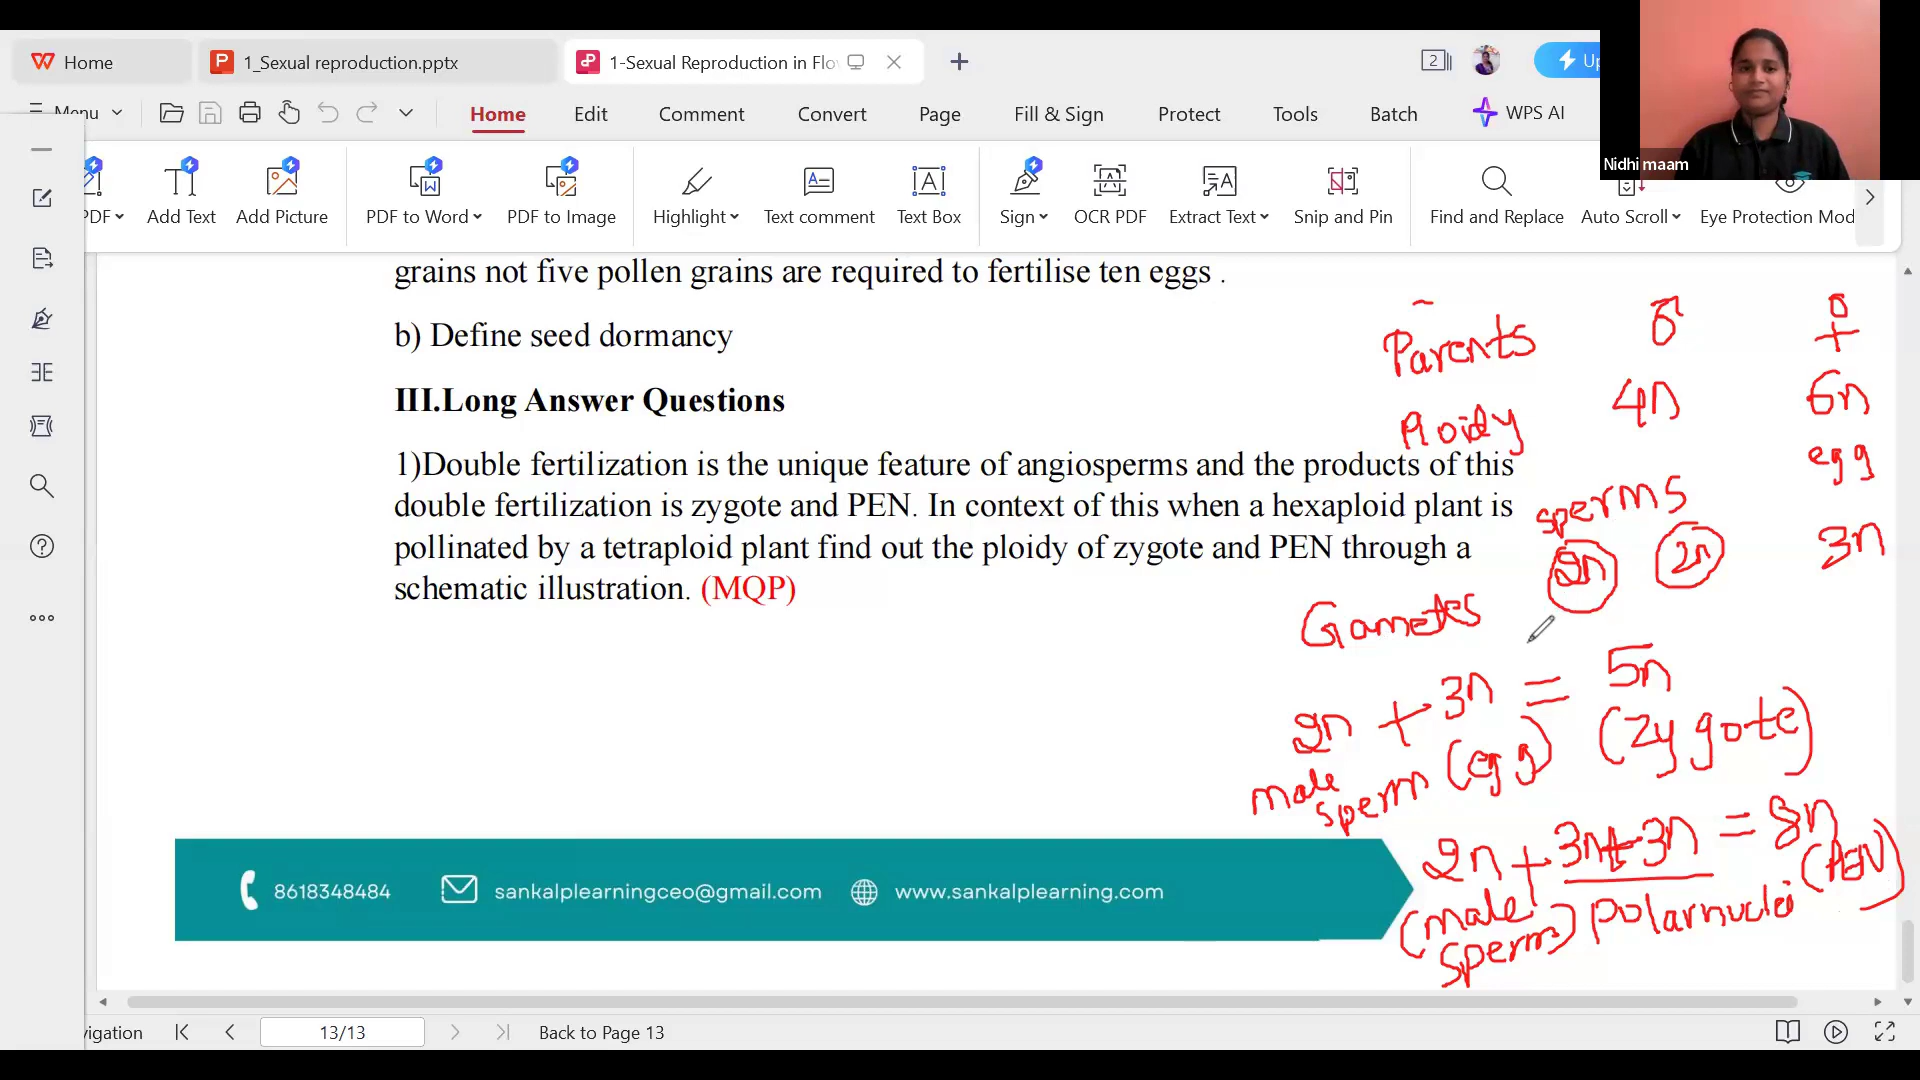 Home
1_Sexual reproduction.pptx
1-Sexual Reproduction in Flo
2
Up
Menu
Home
Edit
Comment
Convert
Page
Fill & Sign
Protect
Tools
Batch
WPS AI
Nidhi maam
PDF
Add Text
Add Picture
PDF to Word
PDF to Image
Highlight
Text comment
Text Box
Sign
OCR PDF
Extract Text
Snip and Pin
Find and Replace
Auto Scroll
Eye Protection Mod
grains not five pollen grains are required to fertilise ten eggs .
b) Define seed dormancy
III.Long Answer Questions
1)Double fertilization is the unique feature of angiosperms and the products of this
double fertilization is zygote and PEN. In context of this when a hexaploid plant is
pollinated by a tetraploid plant find out the ploidy of zygote and PEN through a
schematic illustration. (MQP)
Parents ♂ ♀
Ploidy 4n 6n
egg
sperms
2n 2n 3n
Gametes
2n + 3n = 5n
male sperm (egg) (zygote)
2n + 3n+3n = 8n
(male sperm) polarnuclei (PEN)
8618348484
sankalplearningceo@gmail.com
www.sankalplearning.com
vigation
13/13
Back to Page 13